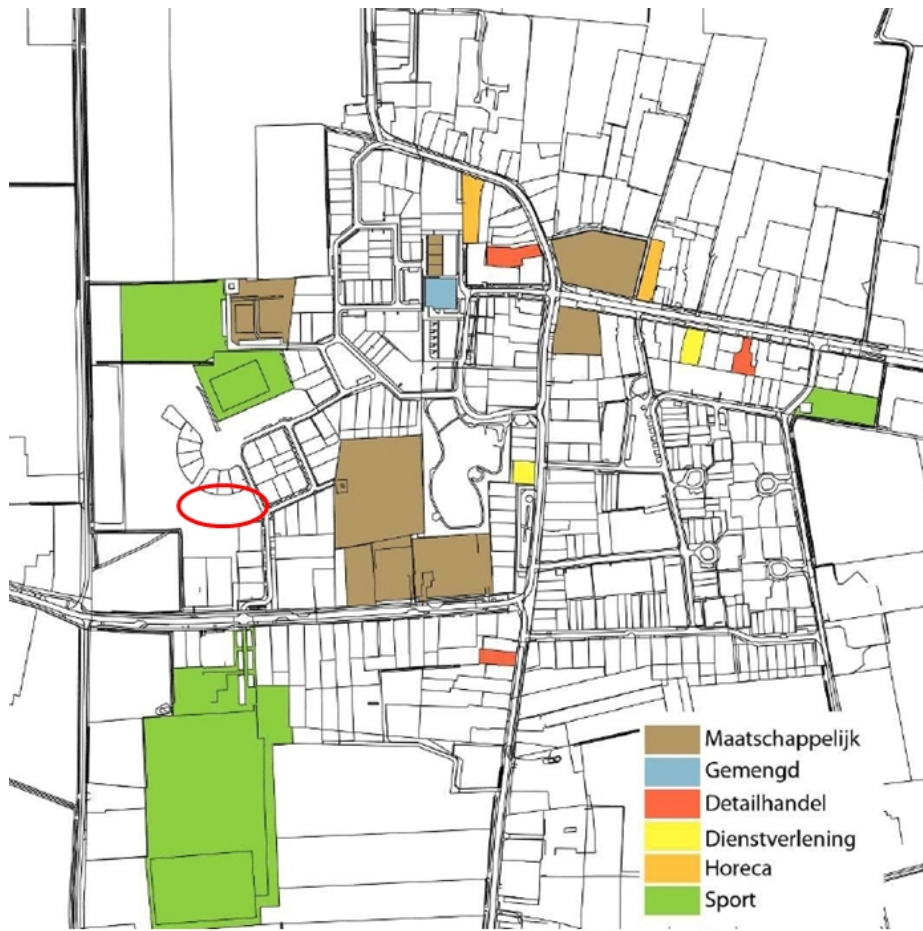 Maatschappelijk
Gemengd
Detailhandel
Dienstverlening
Horeca
Sport